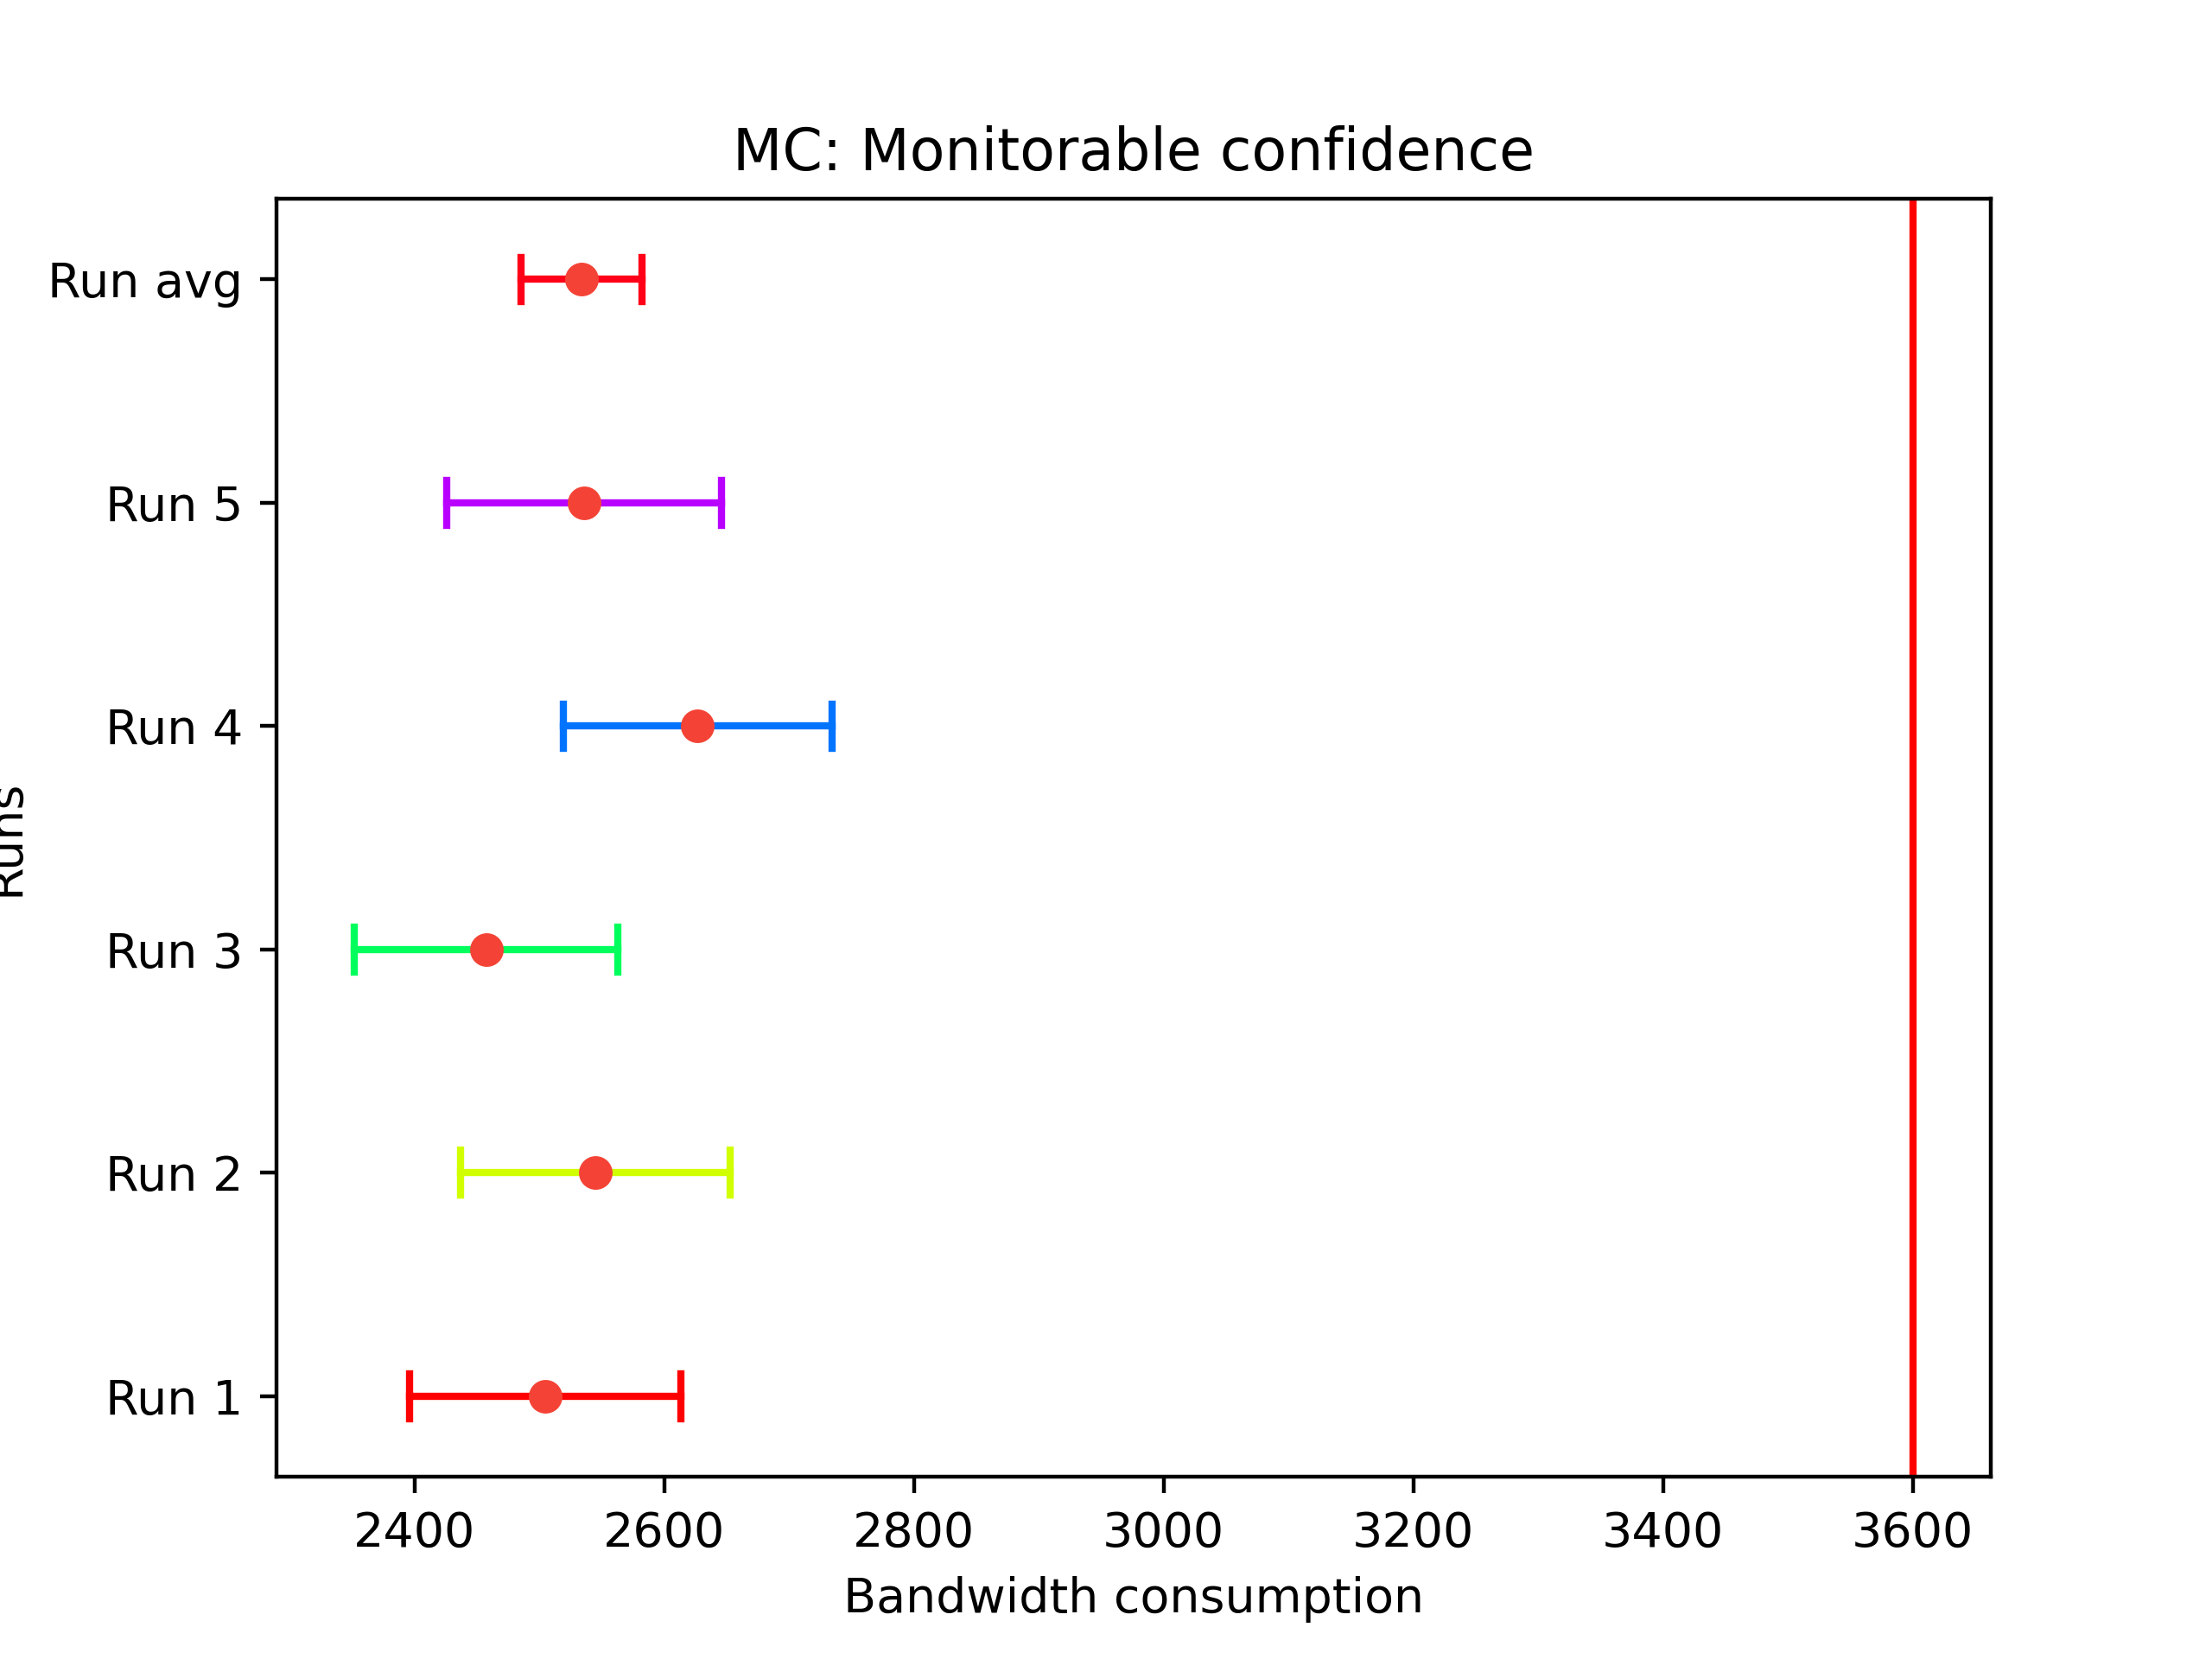 MC: Monitorable confidence
Run avg
Run 5
Run 4
Runs
Run 3
Run 2
Run 1
2400 2600 2800 3000 3200 3400 3600
Bandwidth consumption